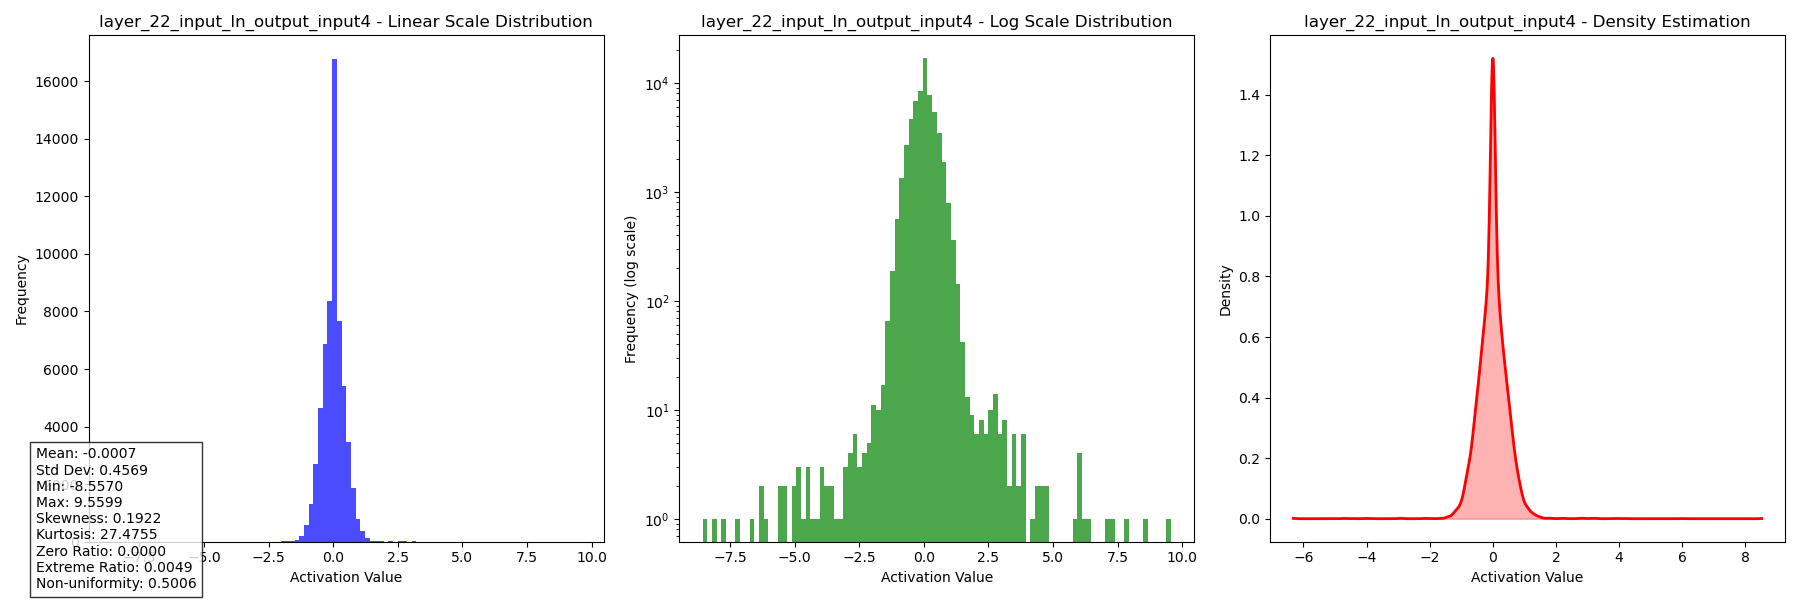 layer_22_input_ln_output_input4 - Linear Scale Distribution
16000
14000
12000
10000
8000
6000
4000
Frequency
−5.0
−2.5
0.0
2.5
5.0
7.5
10.0
Activation Value
Mean: -0.0007
Std Dev: 0.4569
Min: -8.5570
Max: 9.5599
Skewness: 0.1922
Kurtosis: 27.4755
Zero Ratio: 0.0000
Extreme Ratio: 0.0049
Non-uniformity: 0.5006
layer_22_input_ln_output_input4 - Log Scale Distribution
10⁴
10³
10²
10¹
10⁰
Frequency (log scale)
−7.5
−5.0
−2.5
0.0
2.5
5.0
7.5
10.0
Activation Value
layer_22_input_ln_output_input4 - Density Estimation
1.4
1.2
1.0
0.8
0.6
0.4
0.2
0.0
Density
−6
−4
−2
0
2
4
6
8
Activation Value